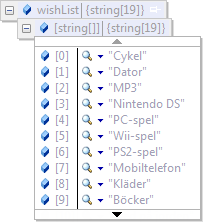 wishList {string[19]}
[string[]] {string[19]}
[0] "Cykel"
[1] "Dator"
[2] "MP3"
[3] "Nintendo DS"
[4] "PC-spel"
[5] "Wii-spel"
[6] "PS2-spel"
[7] "Mobiltelefon"
[8] "Kläder"
[9] "Böcker"